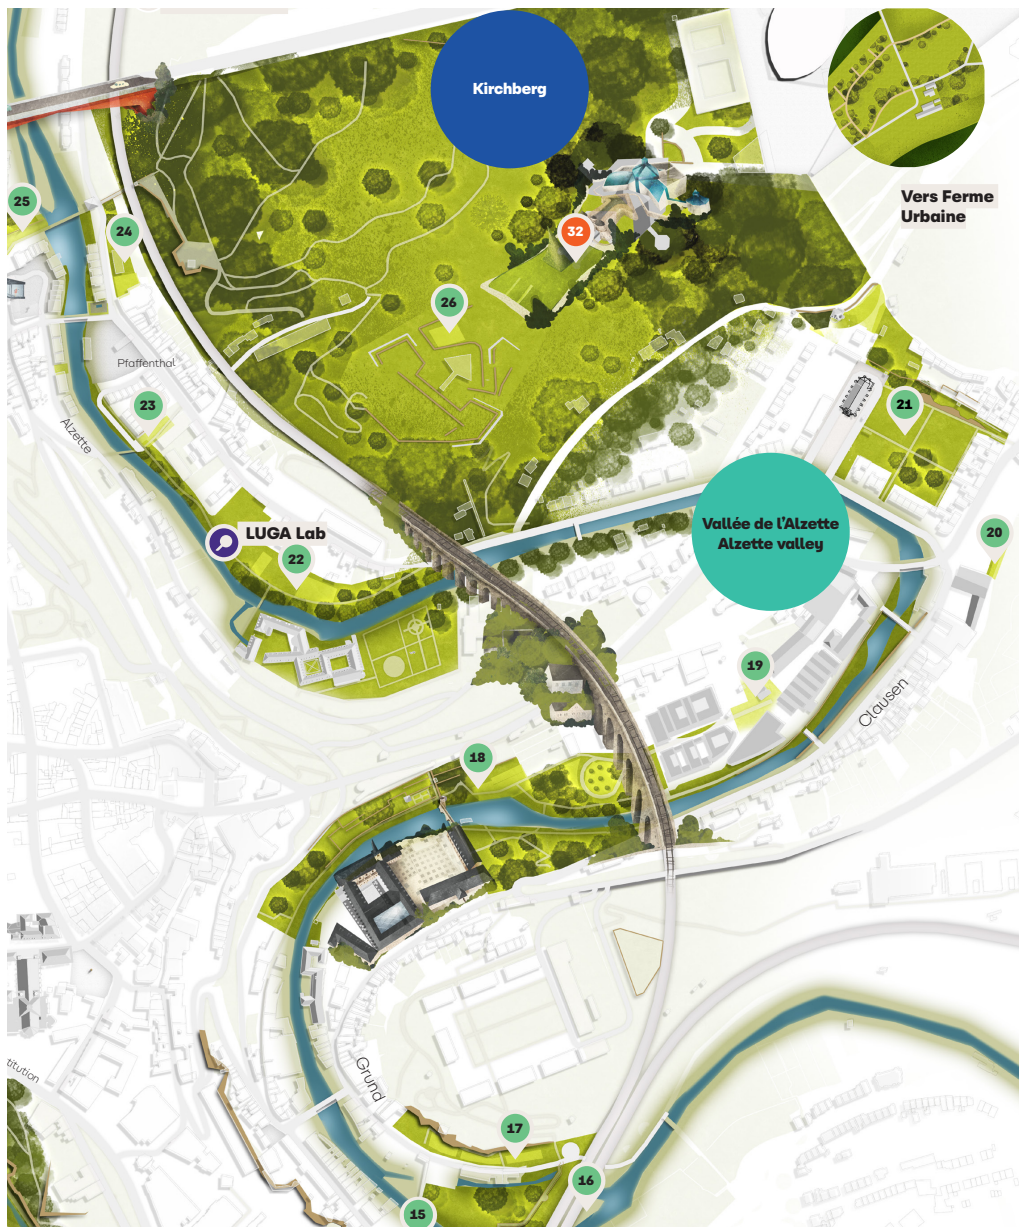 Kirchberg
Vers Ferme
Urbaine
25
24
32
26
Pfaffenthal
23
21
Alzette
LUGA Lab
22
Vallée de l'Alzette
Alzette valley
20
19
Clausen
18
Grund
titution
17
16
15